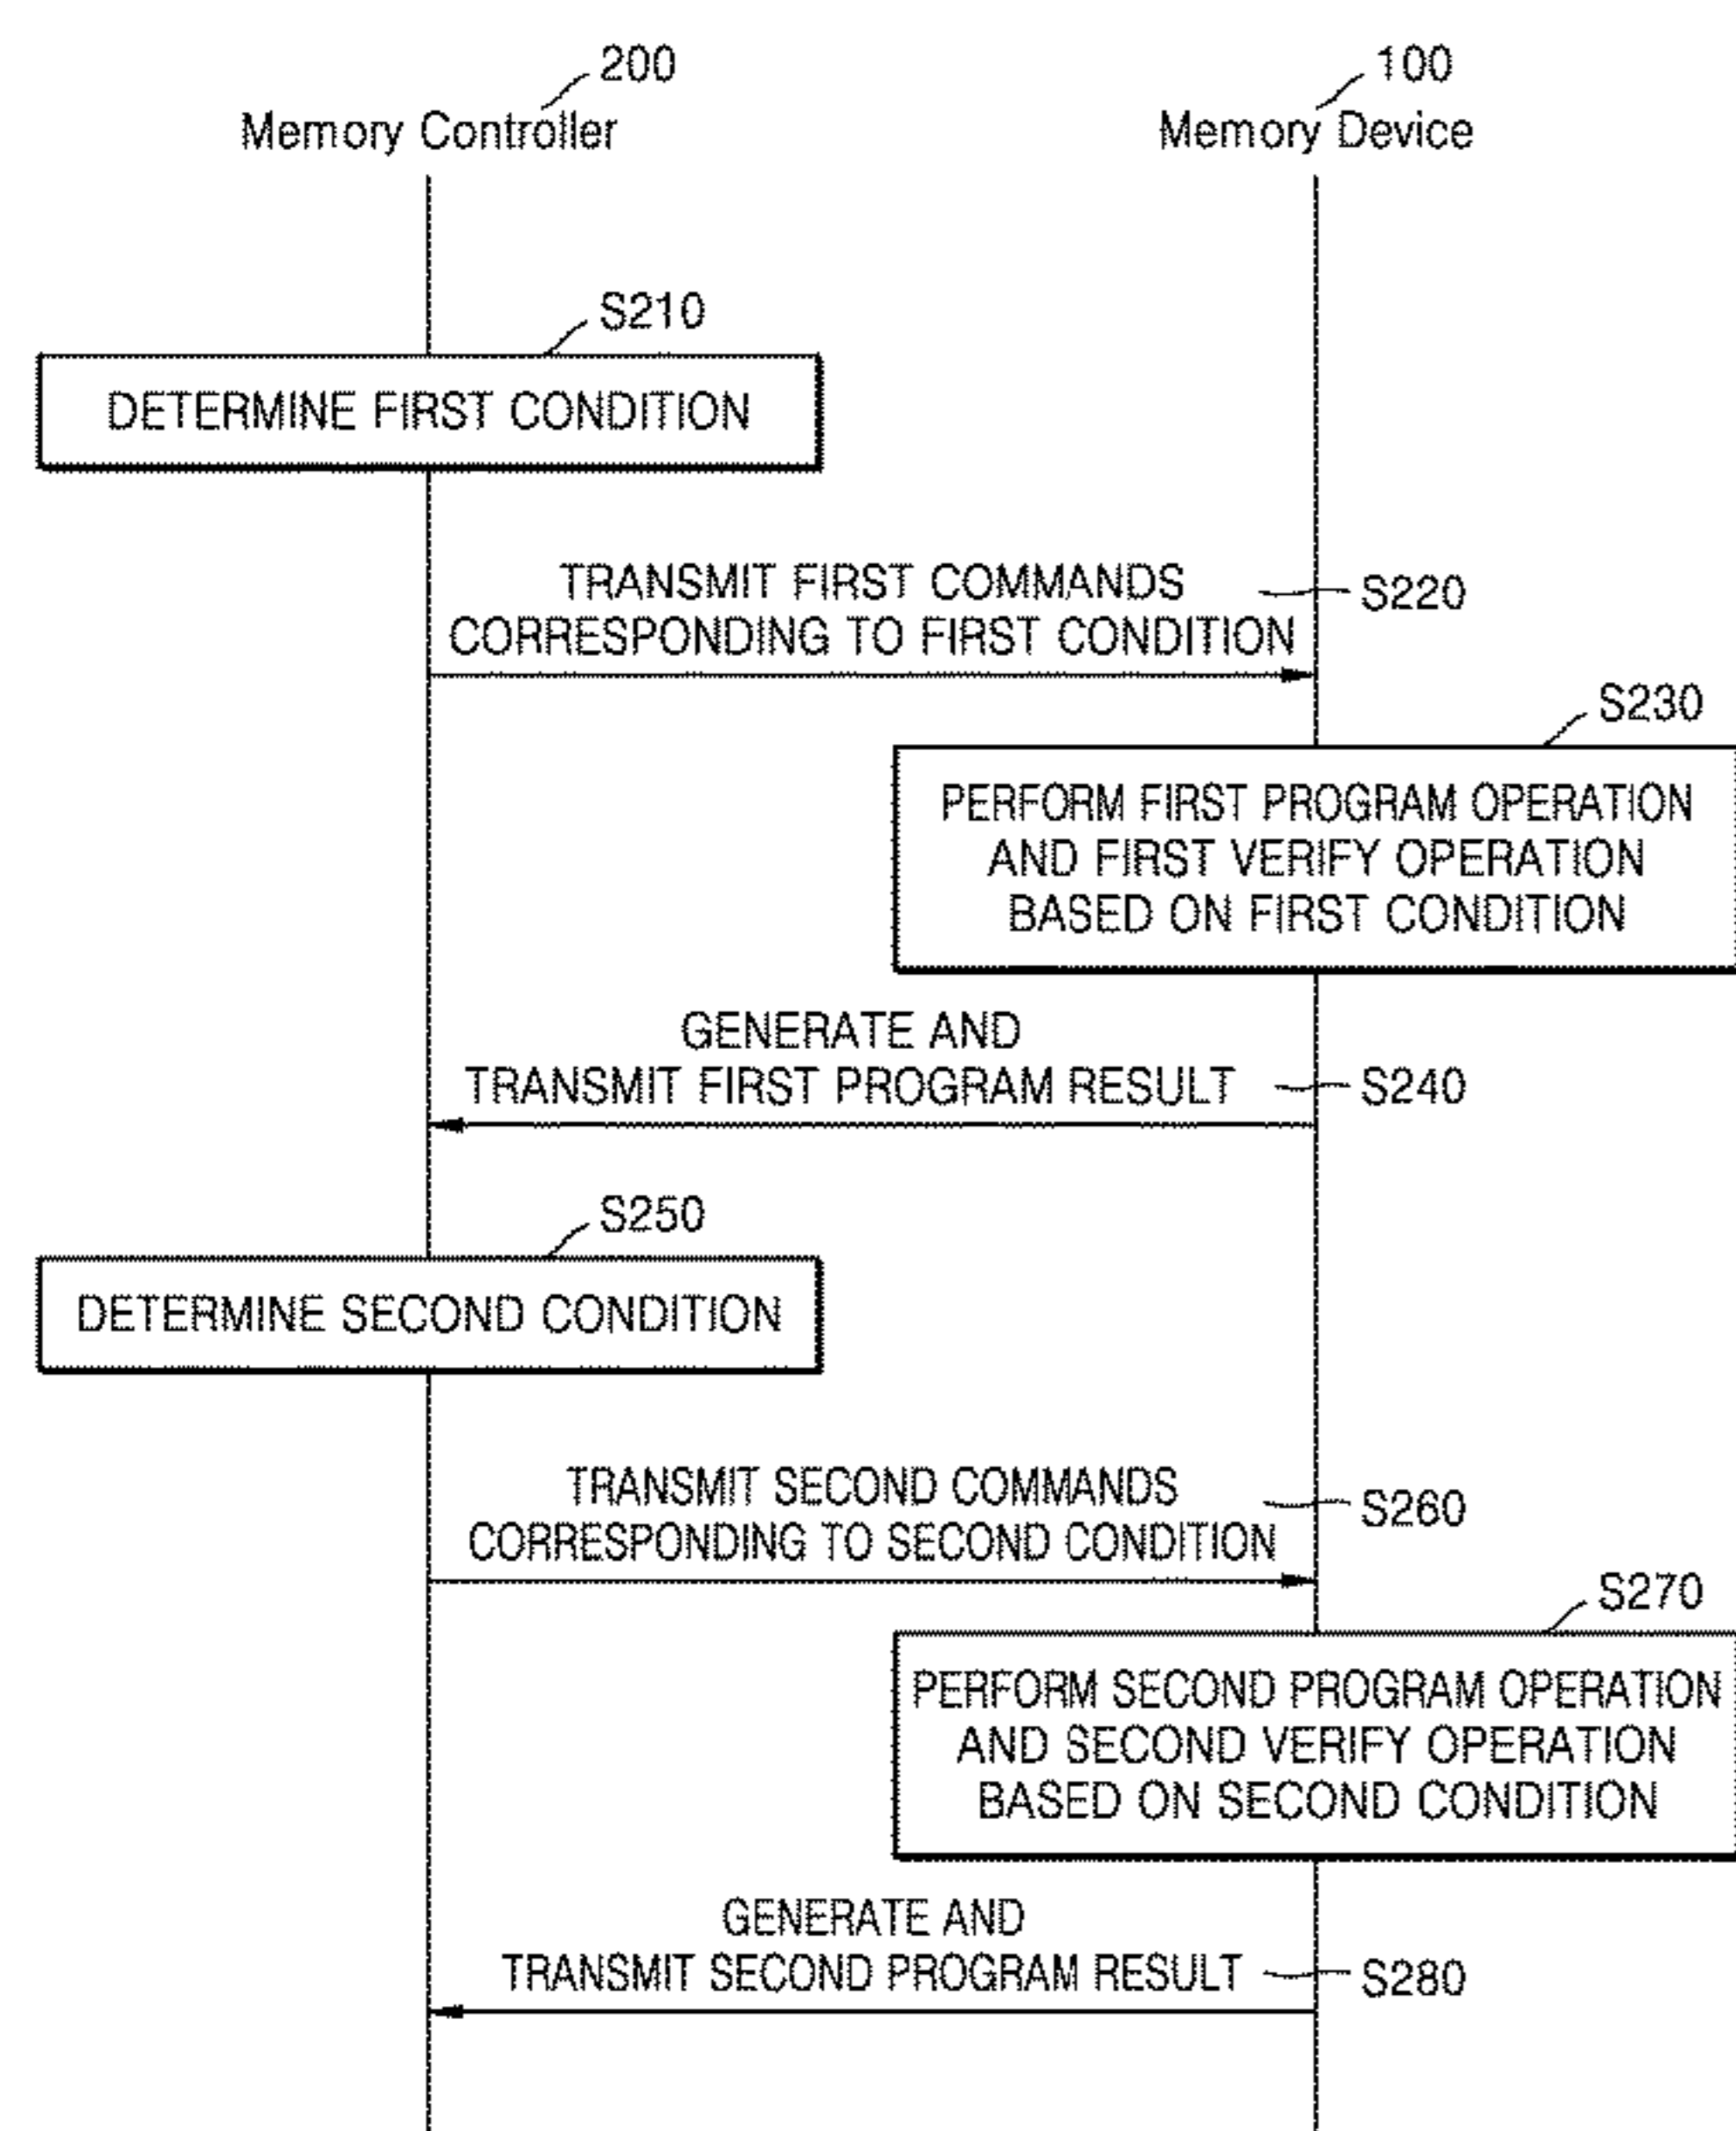 200
100
Memory Controller
Memory Device
S210
DETERMINE FIRST CONDITION
TRANSMIT FIRST COMMANDS
CORRESPONDING TO FIRST CONDITION
S220
S230
PERFORM FIRST PROGRAM OPERATION
AND FIRST VERIFY OPERATION
BASED ON FIRST CONDITION
GENERATE AND
TRANSMIT FIRST PROGRAM RESULT
S240
S250
DETERMINE SECOND CONDITION
TRANSMIT SECOND COMMANDS
CORRESPONDING TO SECOND CONDITION
S260
S270
PERFORM SECOND PROGRAM OPERATION
AND SECOND VERIFY OPERATION
BASED ON SECOND CONDITION
GENERATE AND
TRANSMIT SECOND PROGRAM RESULT
S280